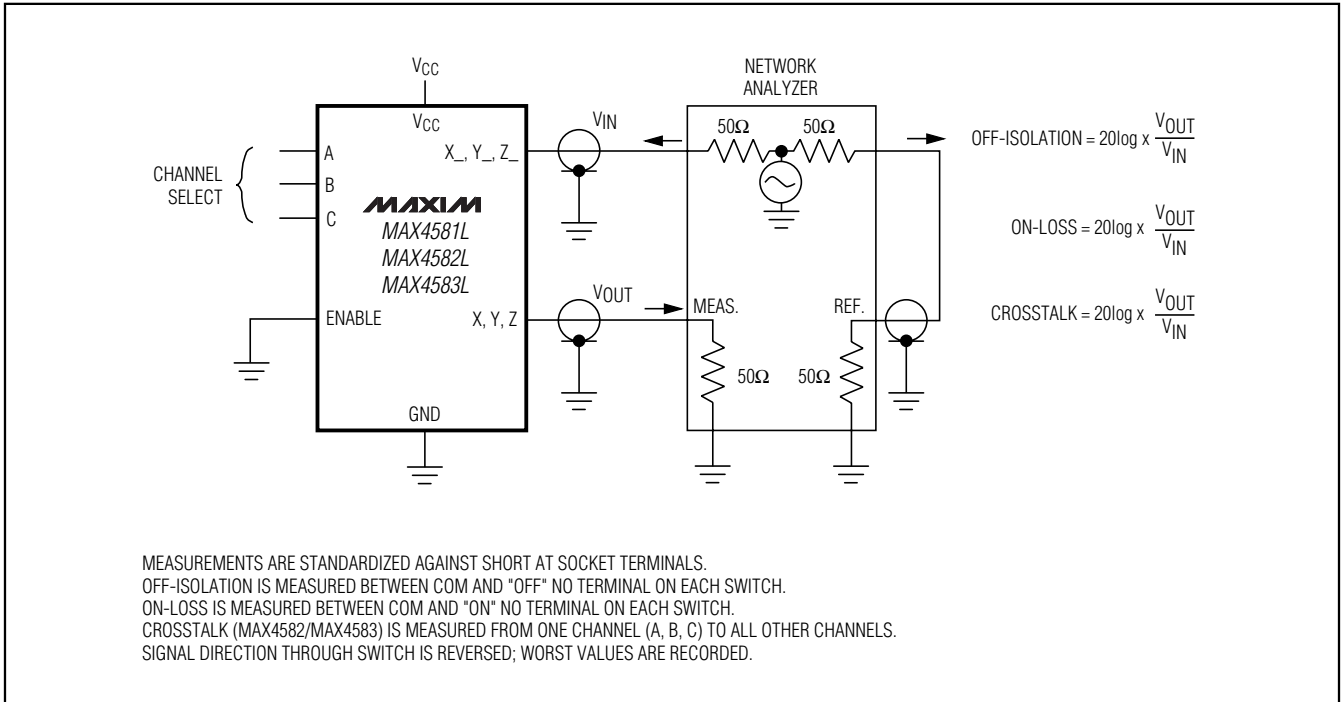 VCC
NETWORK
ANALYZER
VCC
VIN
50Ω 50Ω
OFF-ISOLATION = 20log x VOUT
VIN
CHANNEL
SELECT
A
B
C
X_, Y_, Z_
MAXIM
MAX4581L
MAX4582L
MAX4583L
ON-LOSS = 20log x VOUT
VIN
ENABLE
X, Y, Z
VOUT
MEAS.
REF.
CROSSTALK = 20log x VOUT
VIN
50Ω 50Ω
GND
MEASUREMENTS ARE STANDARDIZED AGAINST SHORT AT SOCKET TERMINALS.
OFF-ISOLATION IS MEASURED BETWEEN COM AND "OFF" NO TERMINAL ON EACH SWITCH.
ON-LOSS IS MEASURED BETWEEN COM AND "ON" NO TERMINAL ON EACH SWITCH.
CROSSTALK (MAX4582/MAX4583) IS MEASURED FROM ONE CHANNEL (A, B, C) TO ALL OTHER CHANNELS.
SIGNAL DIRECTION THROUGH SWITCH IS REVERSED; WORST VALUES ARE RECORDED.